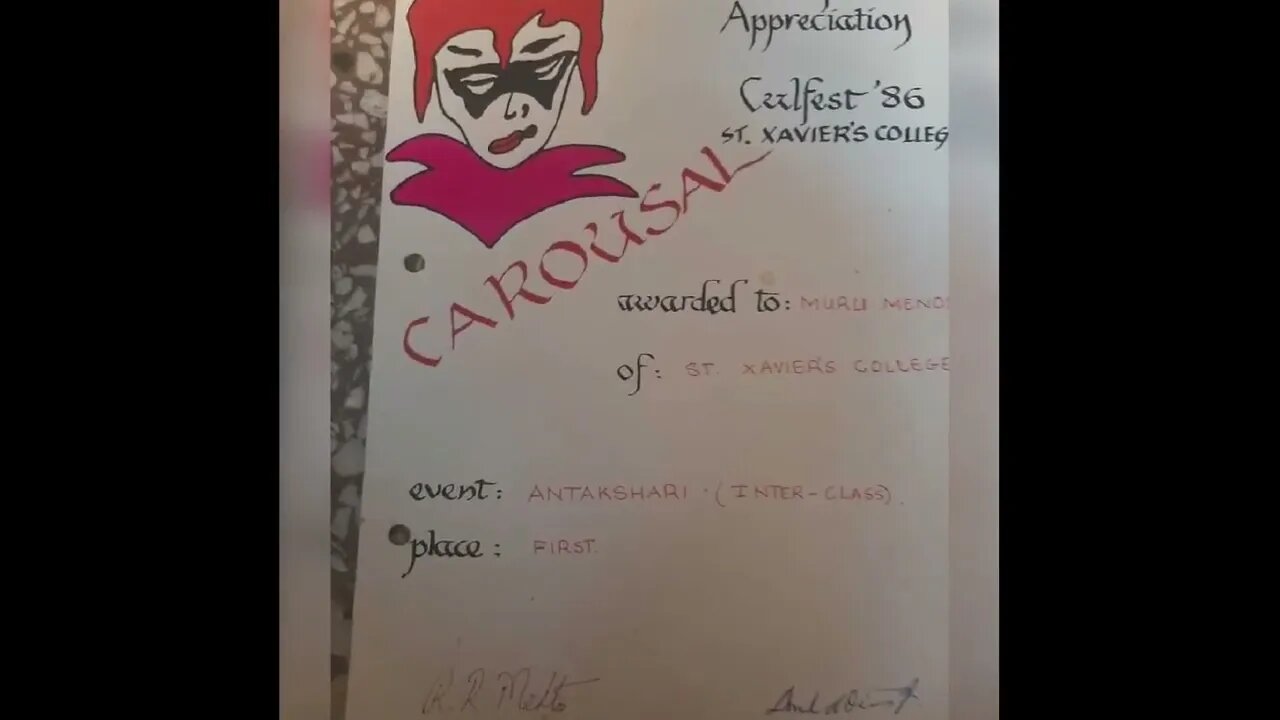 Appreciation
Culfest '86
ST. XAVIER'S COLLEG
CAROUSAL
awarded to: MURLI MENO
of: ST. XAVIER'S COLLEGE
event: ANTAKSHARI . (INTER-CLASS).
place: FIRST.